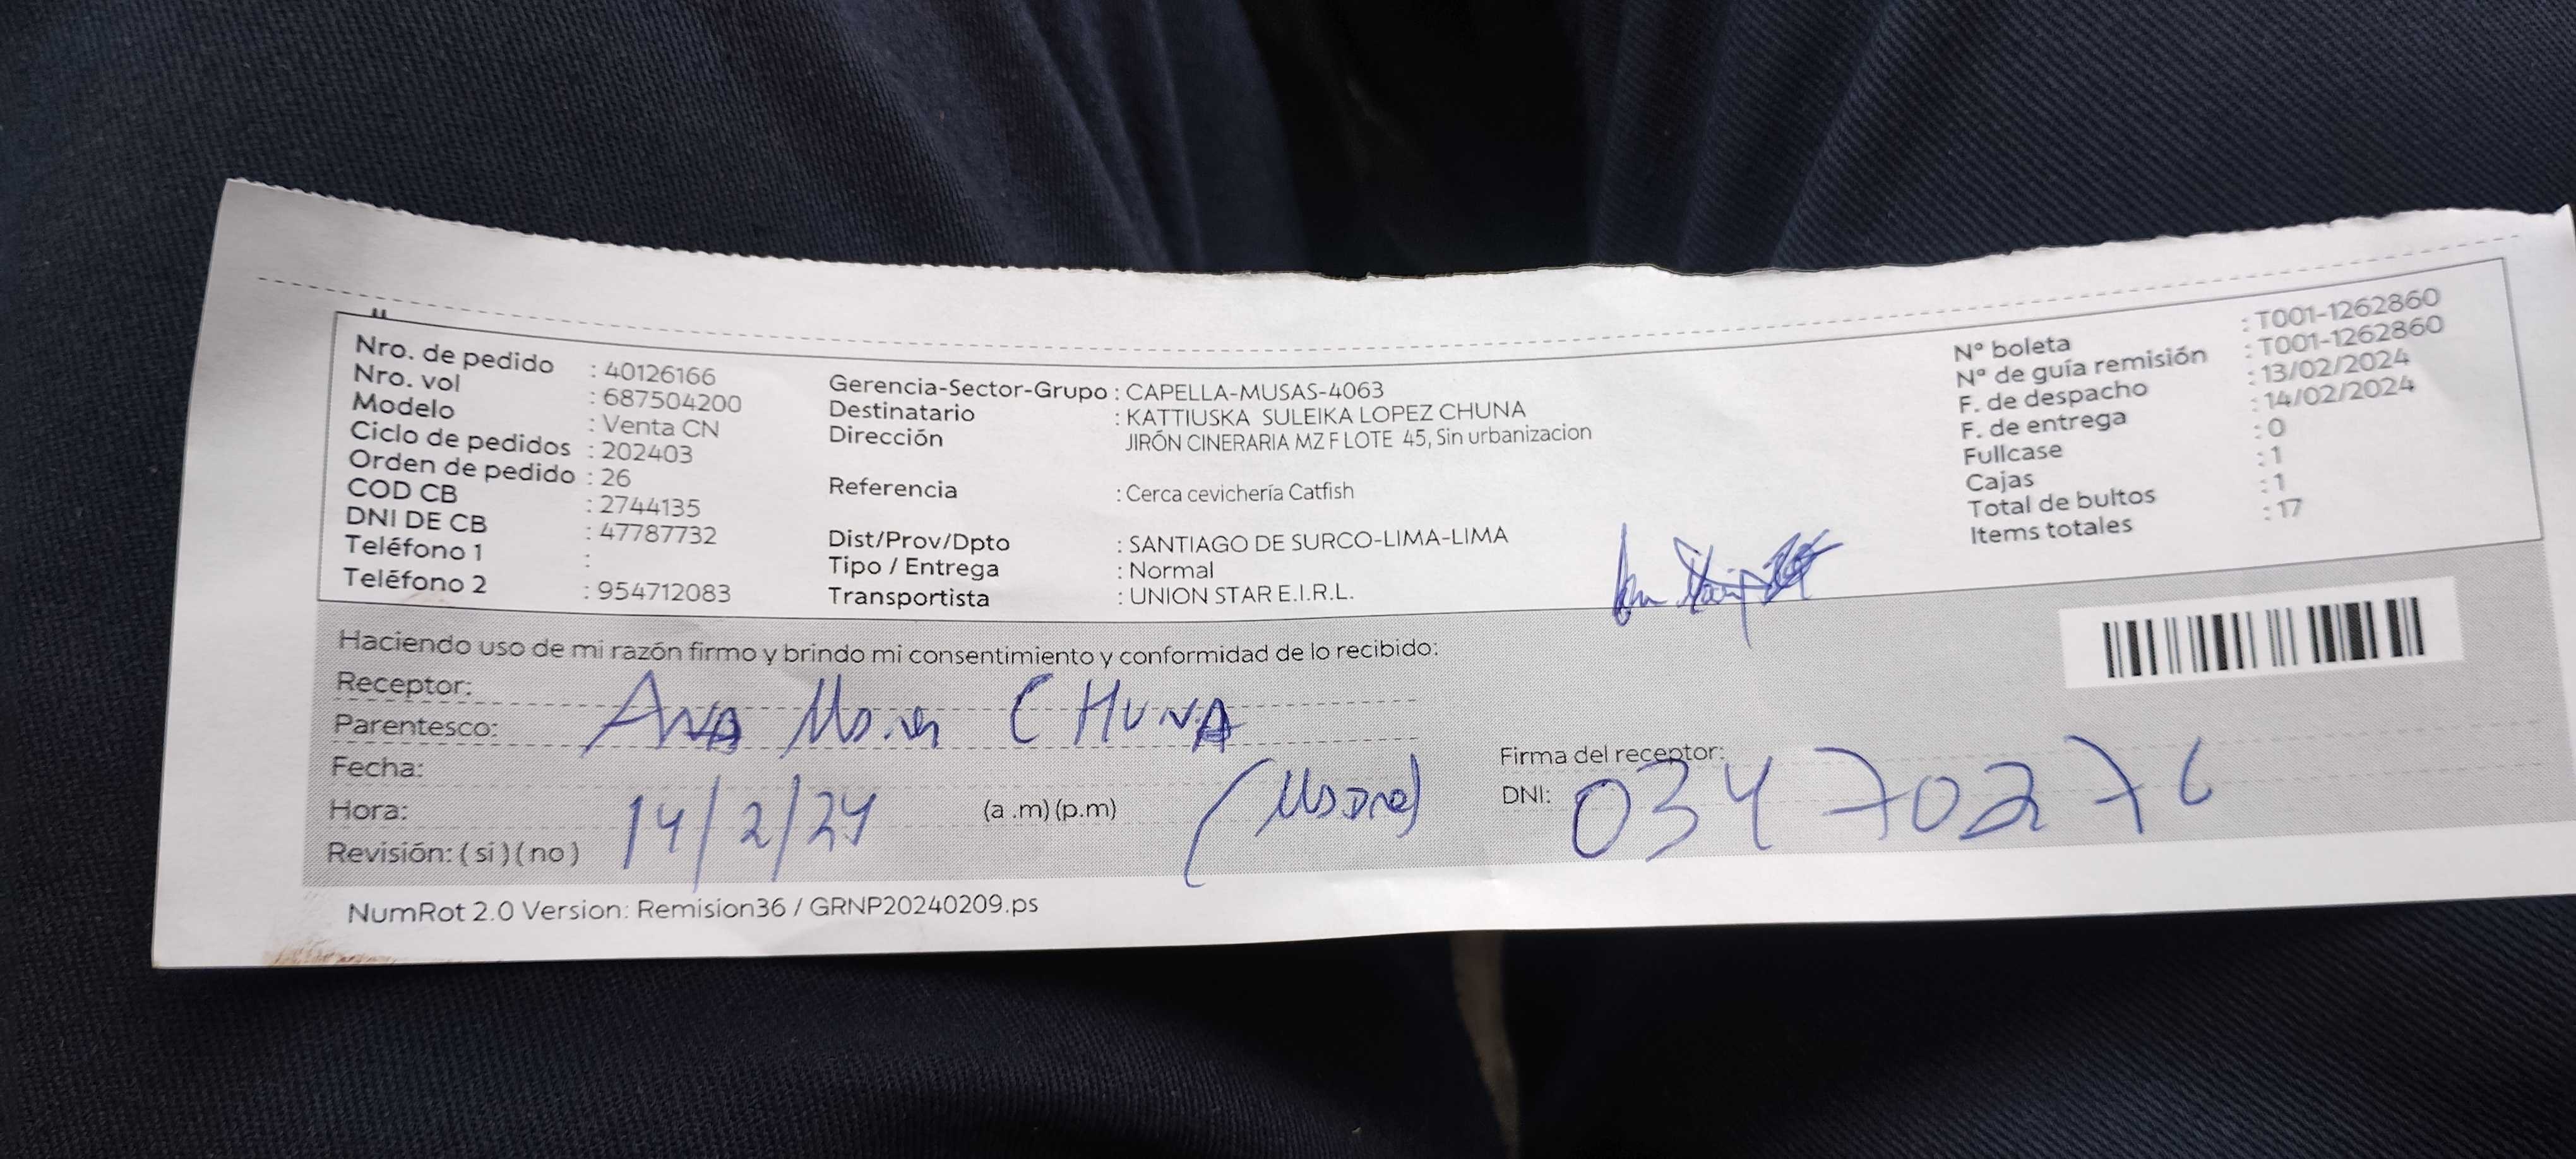 Nro. de pedido : 40126166
Nro. vol : 687504200
Modelo : Venta CN
Ciclo de pedidos : 202403
Orden de pedido : 26
COD CB : 2744135
DNI DE CB : 47787732
Teléfono 1 :
Teléfono 2 : 954712083
Gerencia-Sector-Grupo : CAPELLA-MUSAS-4063
Destinatario : KATTIUSKA SULEIKA LOPEZ CHUNA
Dirección JIRÓN CINERARIA MZ F LOTE 45, Sin urbanizacion
Referencia : Cerca cevichería Catfish
Dist/Prov/Dpto : SANTIAGO DE SURCO-LIMA-LIMA
Tipo / Entrega : Normal
Transportista : UNION STAR E.I.R.L.
N° boleta : T001-1262860
N° de guía remisión : T001-1262860
F. de despacho : 13/02/2024
F. de entrega : 14/02/2024
Fullcase : 0
Cajas : 1
Total de bultos : 1
Items totales : 17
Haciendo uso de mi razón firmo y brindo mi consentimiento y conformidad de lo recibido:
Receptor:
Parentesco: ANA CHUNA
Fecha:
Hora: 14/2/24 (a .m) (p.m)
Revisión: ( si ) ( no )
Firma del receptor:
DNI: 03470276
NumRot 2.0 Version: Remision36 / GRNP20240209.ps